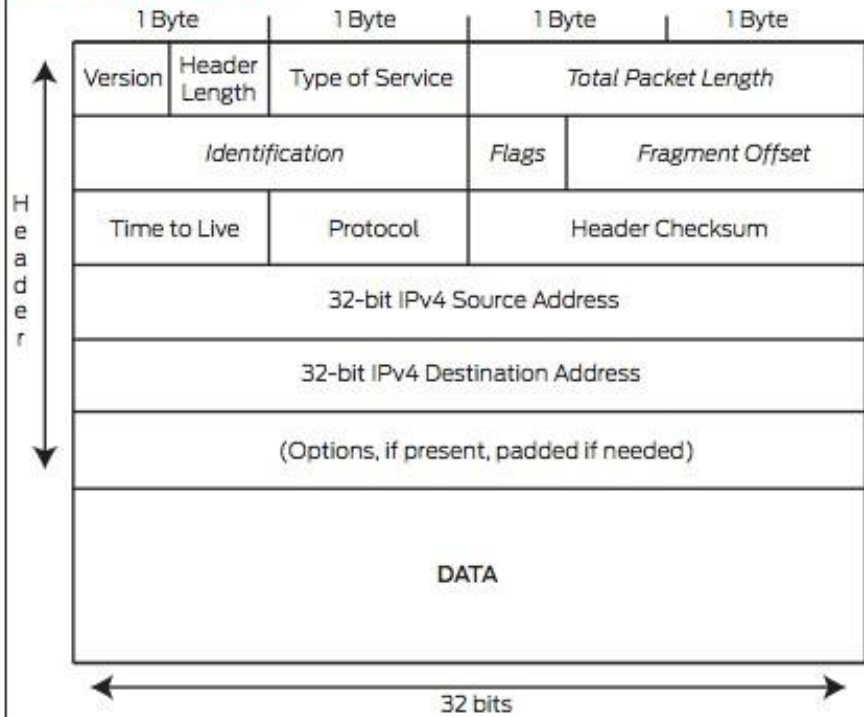 1 Byte 1 Byte 1 Byte 1 Byte
Version Header Length Type of Service Total Packet Length
Identification Flags Fragment Offset
Time to Live Protocol Header Checksum
32-bit IPv4 Source Address
32-bit IPv4 Destination Address
(Options, if present, padded if needed)
DATA
Header
32 bits